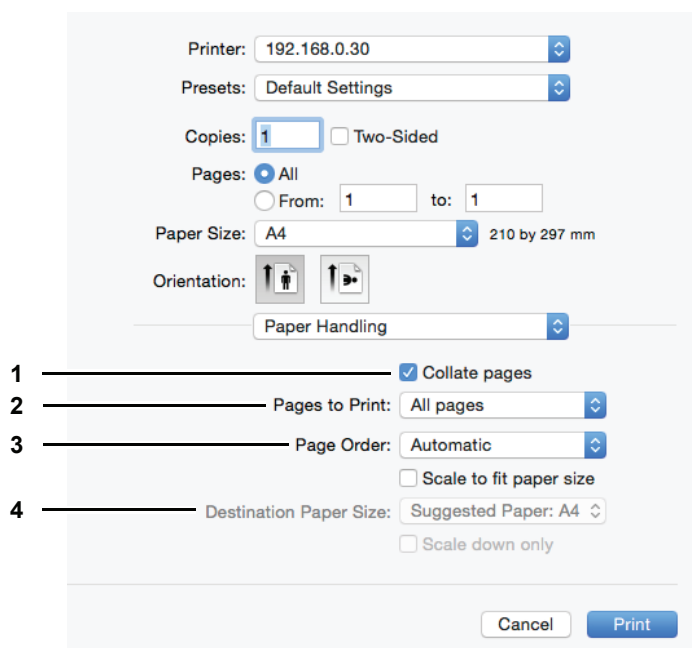 Printer: 192.168.0.30
Presets: Default Settings
Copies: 1 Two-Sided
Pages: All
From: 1 to: 1
Paper Size: A4 210 by 297 mm
Orientation:
Paper Handling
1 Collate pages
2 Pages to Print: All pages
3 Page Order: Automatic
Scale to fit paper size
4 Destination Paper Size: Suggested Paper: A4
Scale down only
Cancel Print